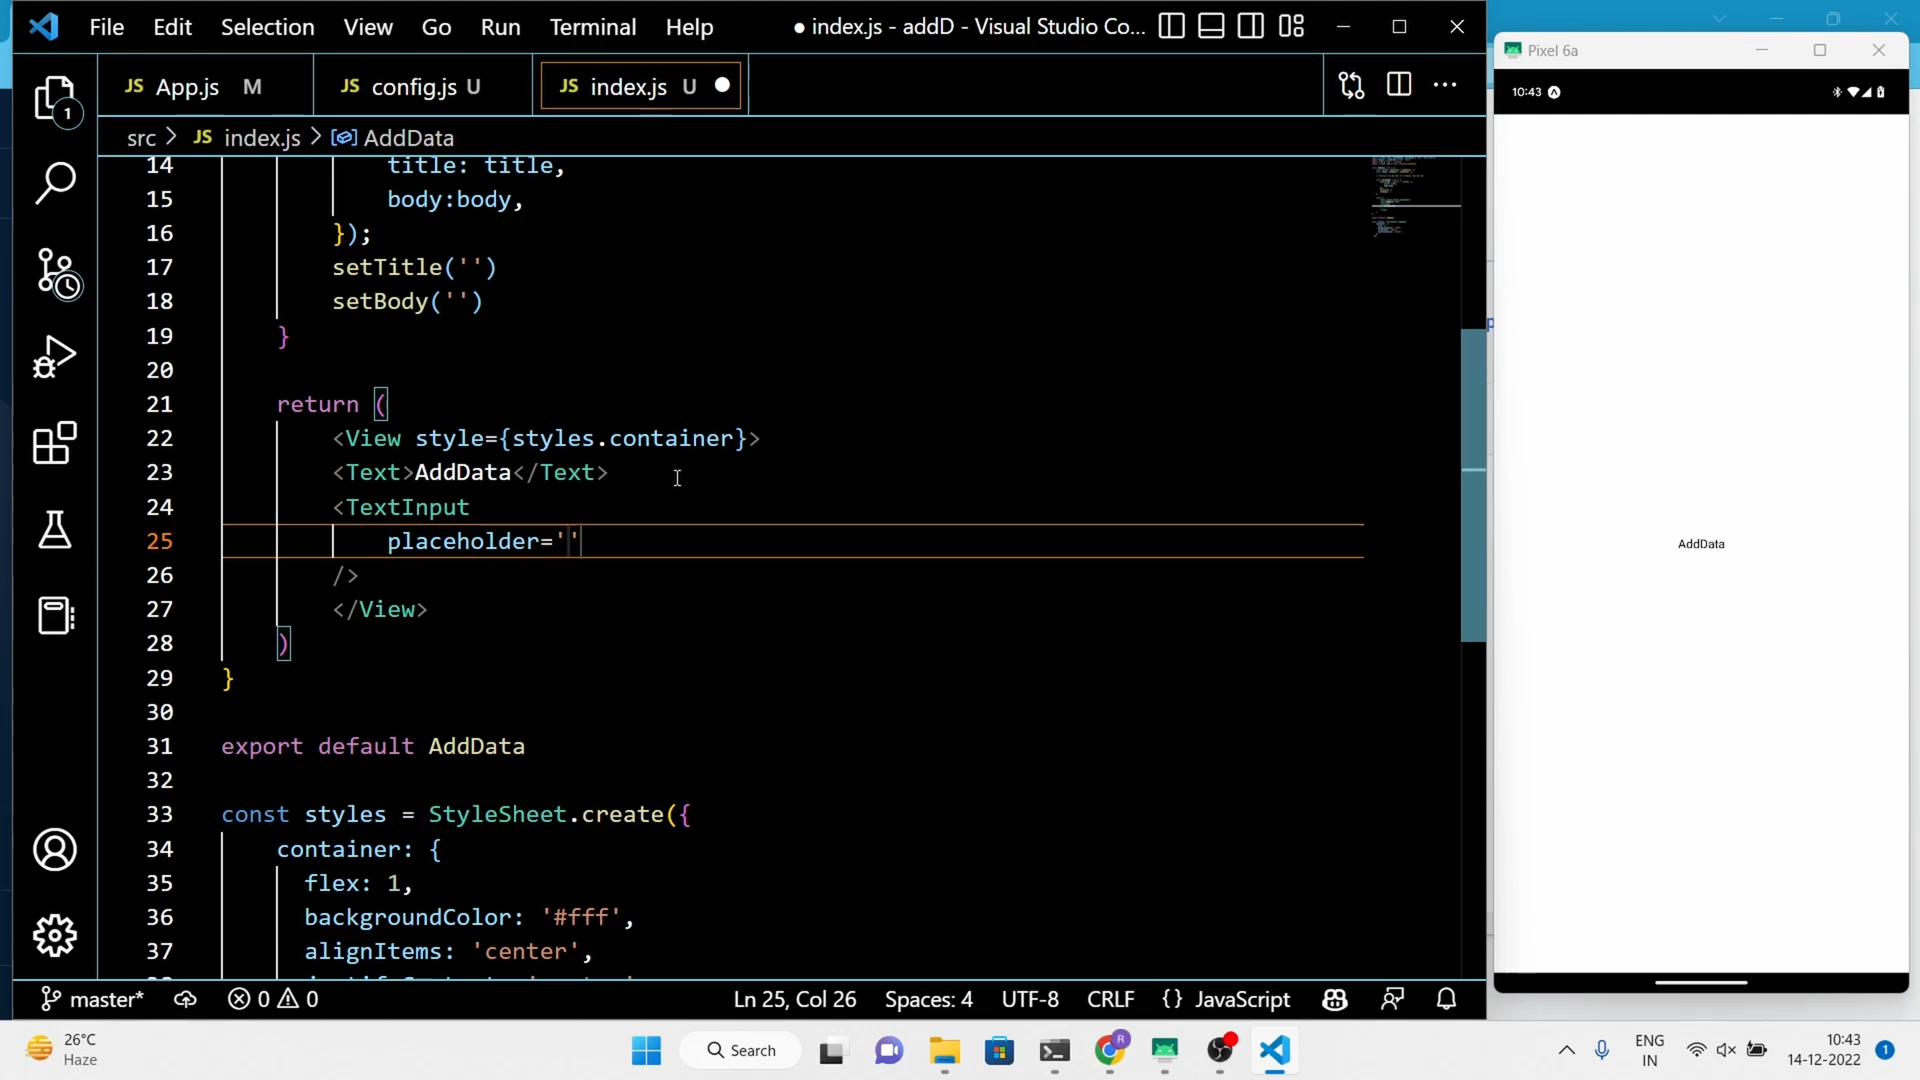 File Edit Selection View Go Run Terminal Help ● index.js - addD - Visual Studio Co...
Pixel 6a
JS App.js M JS config.js U JS index.js U
10:43
src > JS index.js > AddData
14 title: title,
15 body:body,
16 });
17 setTitle('')
18 setBody('')
19 }
20
21 return (
22 <View style={styles.container}>
23 <Text>AddData</Text>
24 <TextInput
25 placeholder=''
26 />
27 </View>
28 )
29 }
30
31 export default AddData
32
33 const styles = StyleSheet.create({
34 container: {
35 flex: 1,
36 backgroundColor: '#fff',
37 alignItems: 'center',
AddData
1
master* 0 0 Ln 25, Col 26 Spaces: 4 UTF-8 CRLF {} JavaScript
26°C
Haze
Search
R
ENG
IN
10:43
14-12-2022
1